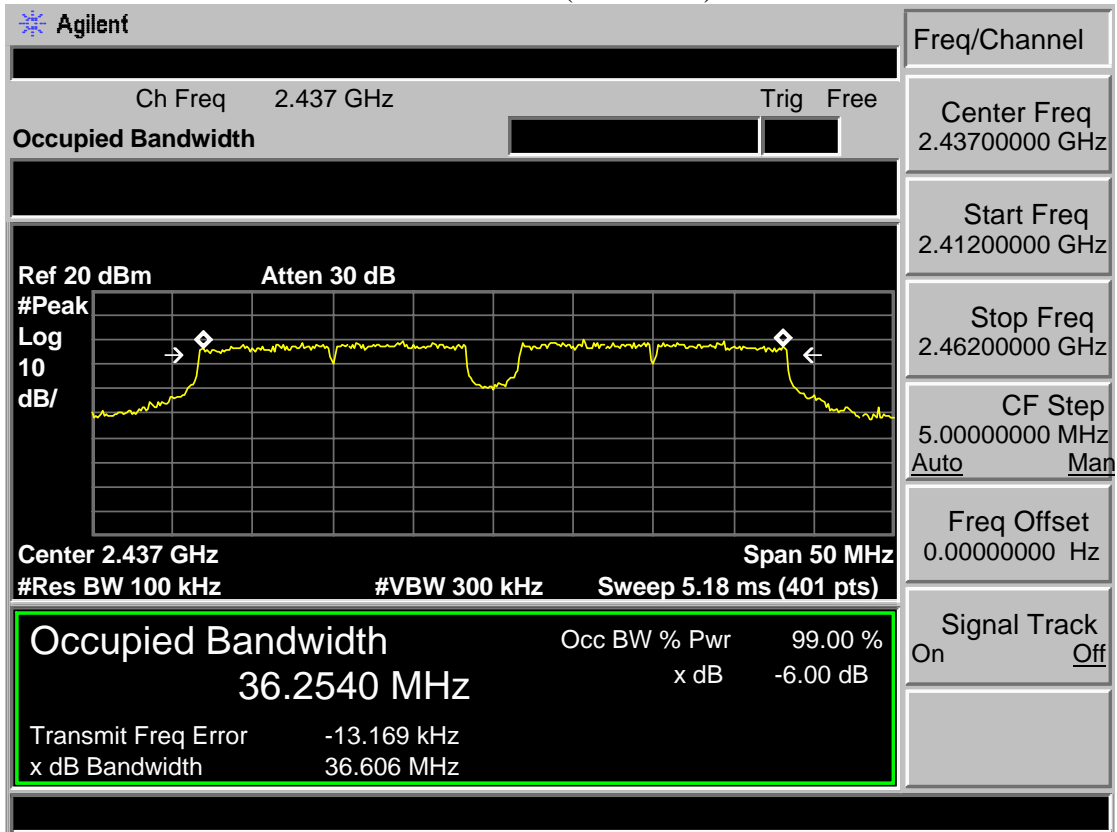 Agilent
Freq/Channel
Ch Freq 2.437 GHz Trig Free
Occupied Bandwidth
Center Freq
2.43700000 GHz
Start Freq
2.41200000 GHz
Stop Freq
2.46200000 GHz
CF Step
5.00000000 MHz
Auto Man
Freq Offset
0.00000000 Hz
Signal Track
On Off
Ref 20 dBm Atten 30 dB
#Peak
Log
10
dB/
Center 2.437 GHz Span 50 MHz
#Res BW 100 kHz #VBW 300 kHz Sweep 5.18 ms (401 pts)
Occupied Bandwidth Occ BW % Pwr 99.00 %
36.2540 MHz x dB -6.00 dB
Transmit Freq Error -13.169 kHz
x dB Bandwidth 36.606 MHz